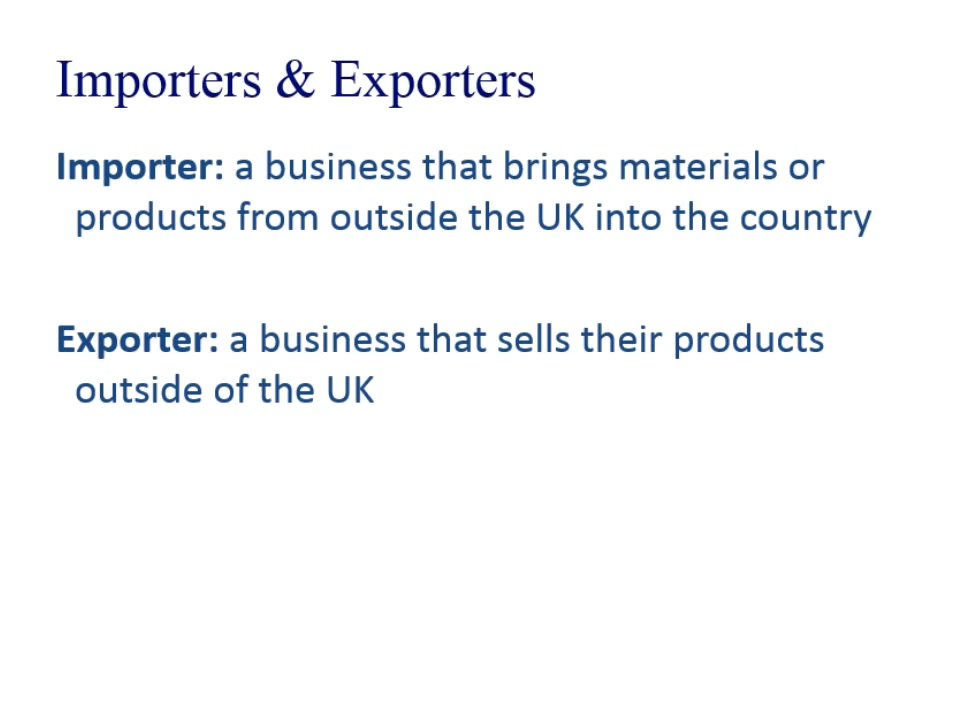 Importers & Exporters
Importer: a business that brings materials or
products from outside the UK into the country
Exporter: a business that sells their products
outside of the UK